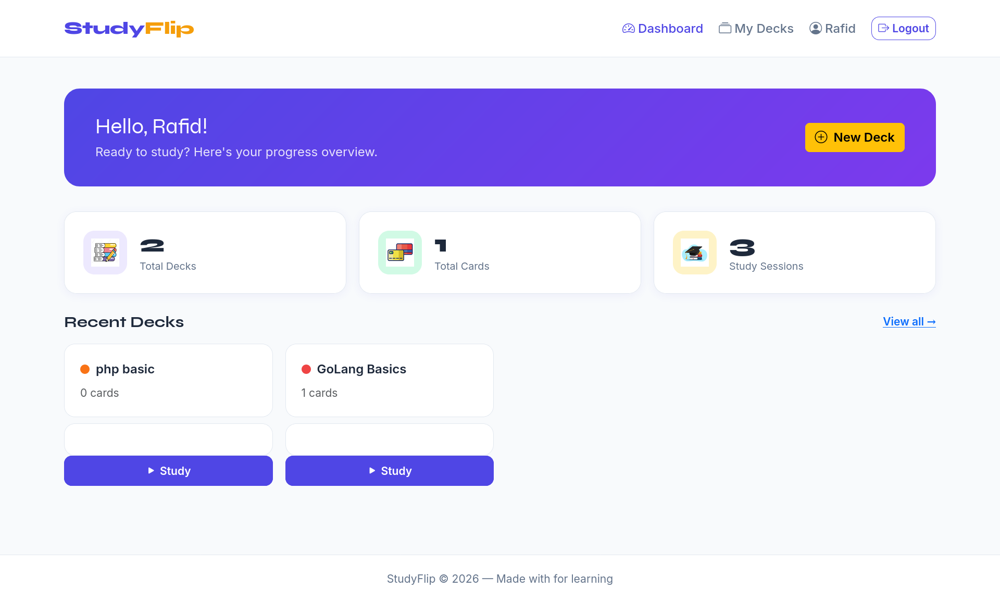 StudyFlip
Dashboard
My Decks
Rafid
Logout
Hello, Rafid!
Ready to study? Here's your progress overview.
New Deck
2
Total Decks
1
Total Cards
3
Study Sessions
Recent Decks
View all →
php basic
0 cards
GoLang Basics
1 cards
Study
Study
StudyFlip © 2026 — Made with for learning